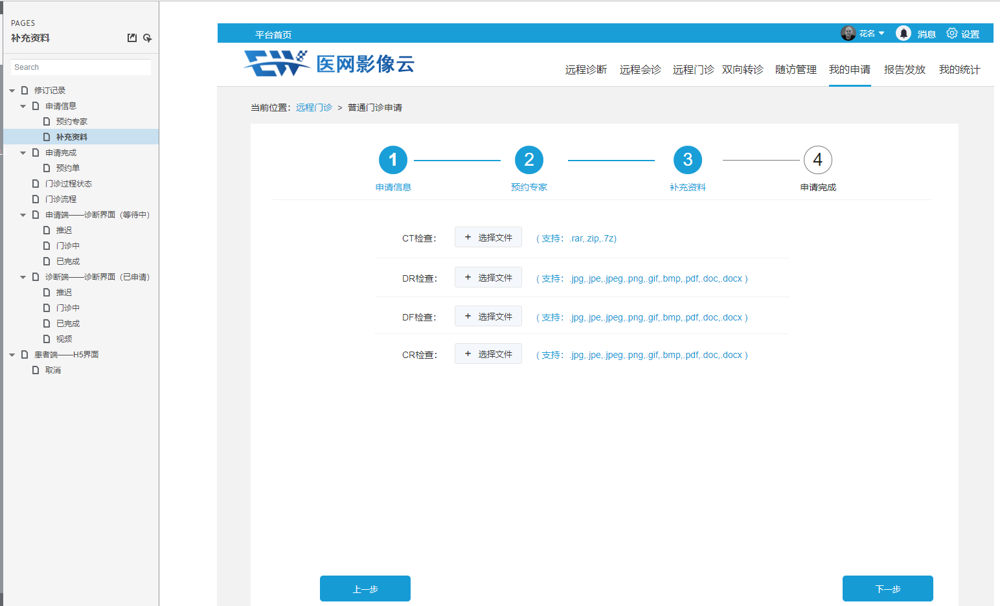 PAGES
补充资料
Search
修订记录
申请信息
预约专家
补充资料
申请完成
预约单
门诊过程状态
门诊流程
申请端——诊断界面（等待中）
推迟
门诊中
已完成
诊断端——诊断界面（已申请）
推迟
门诊中
已完成
视频
患者端——H5界面
取消
平台首页
花名
消息
设置
EW 医网影像云
远程诊断 远程会诊 远程门诊 双向转诊 随访管理 我的申请 报告发放 我的统计
当前位置：远程门诊 > 普通门诊申请
1 2 3 4
申请信息 预约专家 补充资料 申请完成
CT检查： + 选择文件 （支持：.rar,.zip,.7z)
DR检查： + 选择文件 （支持：.jpg,.jpe,.jpeg,.png,.gif,.bmp,.pdf,.doc,.docx )
DF检查： + 选择文件 （支持：.jpg,.jpe,.jpeg,.png,.gif,.bmp,.pdf,.doc,.docx )
CR检查： + 选择文件 （支持：.jpg,.jpe,.jpeg,.png,.gif,.bmp,.pdf,.doc,.docx )
上一步 下一步